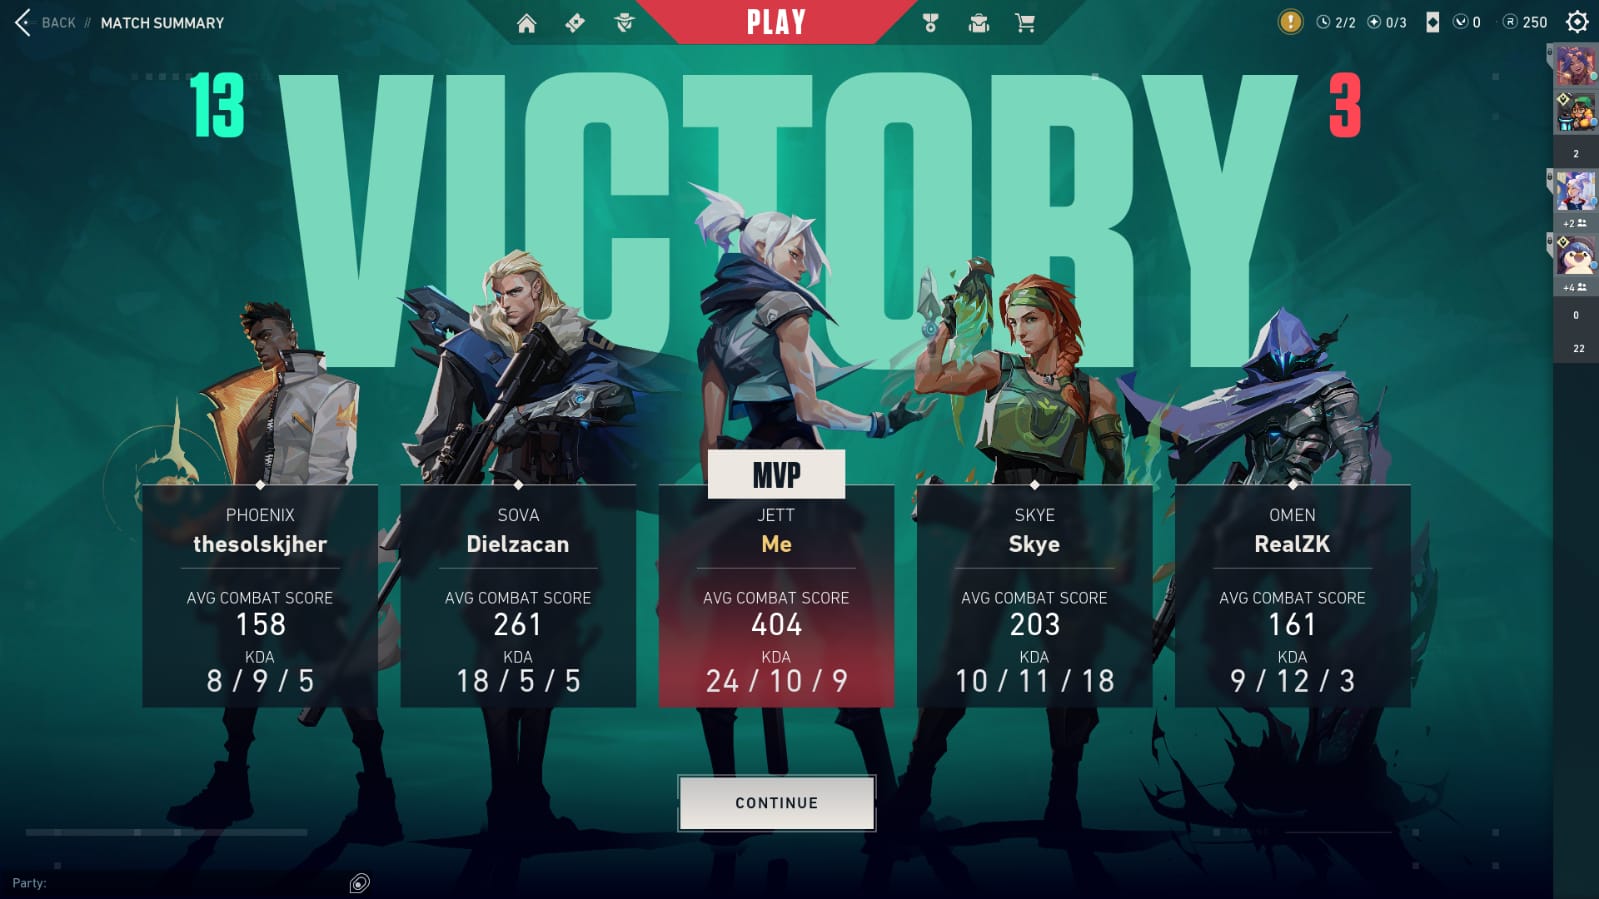 BACK // MATCH SUMMARY
PLAY
2/2 0/3 0 250
13 VICTORY 3
2
+2
+4
0
22
MVP
PHOENIX
thesolskjher
AVG COMBAT SCORE
158
KDA
8 / 9 / 5
SOVA
Dielzacan
AVG COMBAT SCORE
261
KDA
18 / 5 / 5
JETT
Me
AVG COMBAT SCORE
404
KDA
24 / 10 / 9
SKYE
Skye
AVG COMBAT SCORE
203
KDA
10 / 11 / 18
OMEN
RealZK
AVG COMBAT SCORE
161
KDA
9 / 12 / 3
CONTINUE
Party: